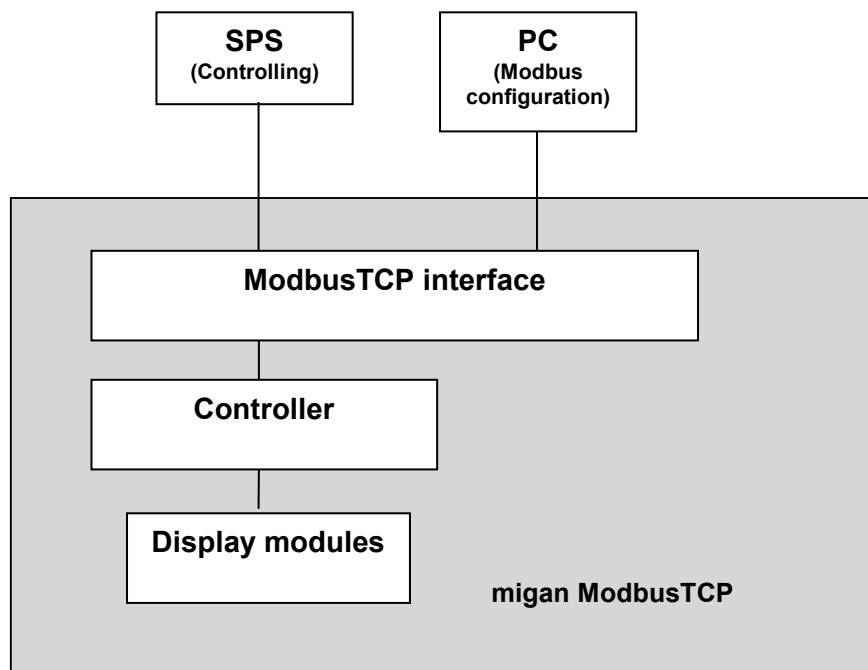 SPS
(Controlling)
PC
(Modbus
configuration)
ModbusTCP interface
Controller
Display modules
migan ModbusTCP